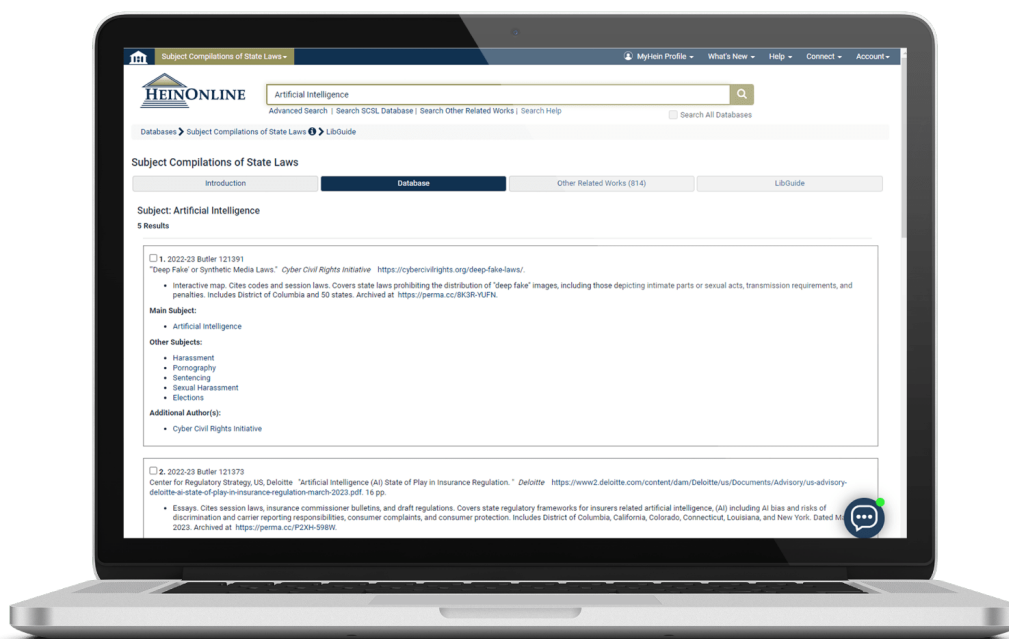 Subject Compilations of State Laws
MyHein Profile What's New Help Connect Account
HEINONLINE
Artificial Intelligence
Advanced Search | Search SCSL Database | Search Other Related Works | Search Help
Search All Databases
Databases Subject Compilations of State Laws LibGuide
Subject Compilations of State Laws
Introduction Database Other Related Works (814) LibGuide
Subject: Artificial Intelligence
5 Results
1. 2022-23 Butler 121391
"'Deep Fake' or Synthetic Media Laws." Cyber Civil Rights Initiative https://cybercivilrights.org/deep-fake-laws/.
• Interactive map. Cites codes and session laws. Covers state laws prohibiting the distribution of "deep fake" images, including those depicting intimate parts or sexual acts, transmission requirements, and
penalties. Includes District of Columbia and 50 states. Archived at https://perma.cc/8K3R-YUFN.
Main Subject:
• Artificial Intelligence
Other Subjects:
• Harassment
• Pornography
• Sentencing
• Sexual Harassment
• Elections
Additional Author(s):
• Cyber Civil Rights Initiative
2. 2022-23 Butler 121373
Center for Regulatory Strategy, US, Deloitte "Artificial Intelligence (AI) State of Play in Insurance Regulation. " Deloitte https://www2.deloitte.com/content/dam/Deloitte/us/Documents/Advisory/us-advisory-
deloitte-ai-state-of-play-in-insurance-regulation-march-2023.pdf. 16 pp.
• Essays. Cites session laws, insurance commissioner bulletins, and draft regulations. Covers state regulatory frameworks for insurers related artificial intelligence, (AI) including AI bias and risks of
discrimination and carrier reporting responsibilities, consumer complaints, and consumer protection. Includes District of Columbia, California, Colorado, Connecticut, Louisiana, and New York. Dated
2023. Archived at https://perma.cc/P2XH-598W.